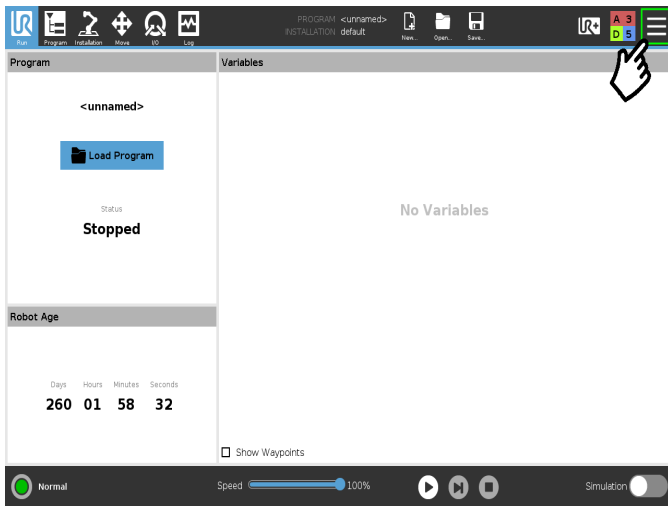 UR
PROGRAM <unnamed>
INSTALLATION default
UR+
A 3
D 5
Run Program Installation Move I/O Log New... Open... Save...
Program
Variables
<unnamed>
Load Program
Status
Stopped
No Variables
Robot Age
Days Hours Minutes Seconds
260 01 58 32
Show Waypoints
Normal
Speed 100%
Simulation